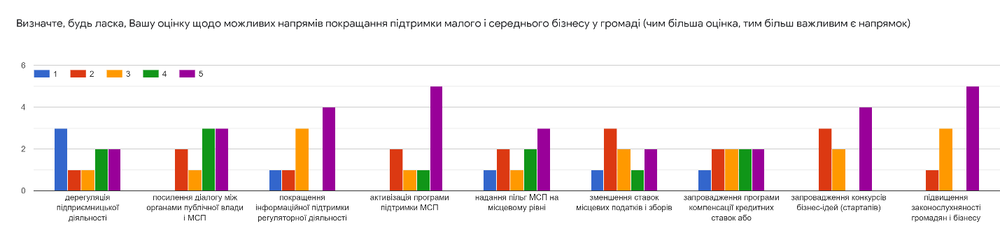 Визначте, будь ласка, Вашу оцінку щодо можливих напрямів покращання підтримки малого і середнього бізнесу у громаді (чим більша оцінка, тим більш важливим є напрямок)
6
1 2 3 4 5
4
2
0
дерегуляція
підприємницької
діяльності
посилення діалогу між
органами публічної влади
і МСП
покращення
інформаційної підтримки
регуляторної діяльності
активізація програми
підтримки МСП
надання пільг МСП на
місцевому рівні
зменшення ставок
місцевих податків і зборів
запровадження програми
компенсації кредитних
ставок або
запровадження конкурсів
бізнес-ідей (стартапів)
підвищення
законослухняності
громадян і бізнесу